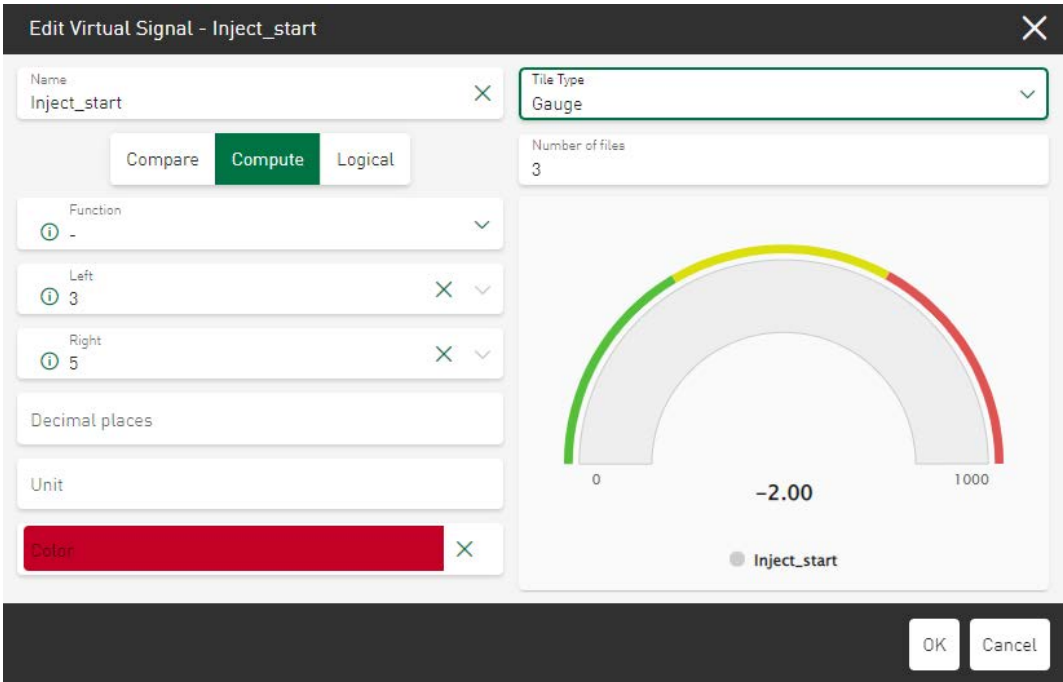 Edit Virtual Signal - Inject_start
Name
Inject_start
Tile Type
Gauge
Compare
Compute
Logical
Number of files
3
Function
-
Left
3
Right
5
Decimal places
Unit
Color
0
1000
-2.00
Inject_start
OK
Cancel